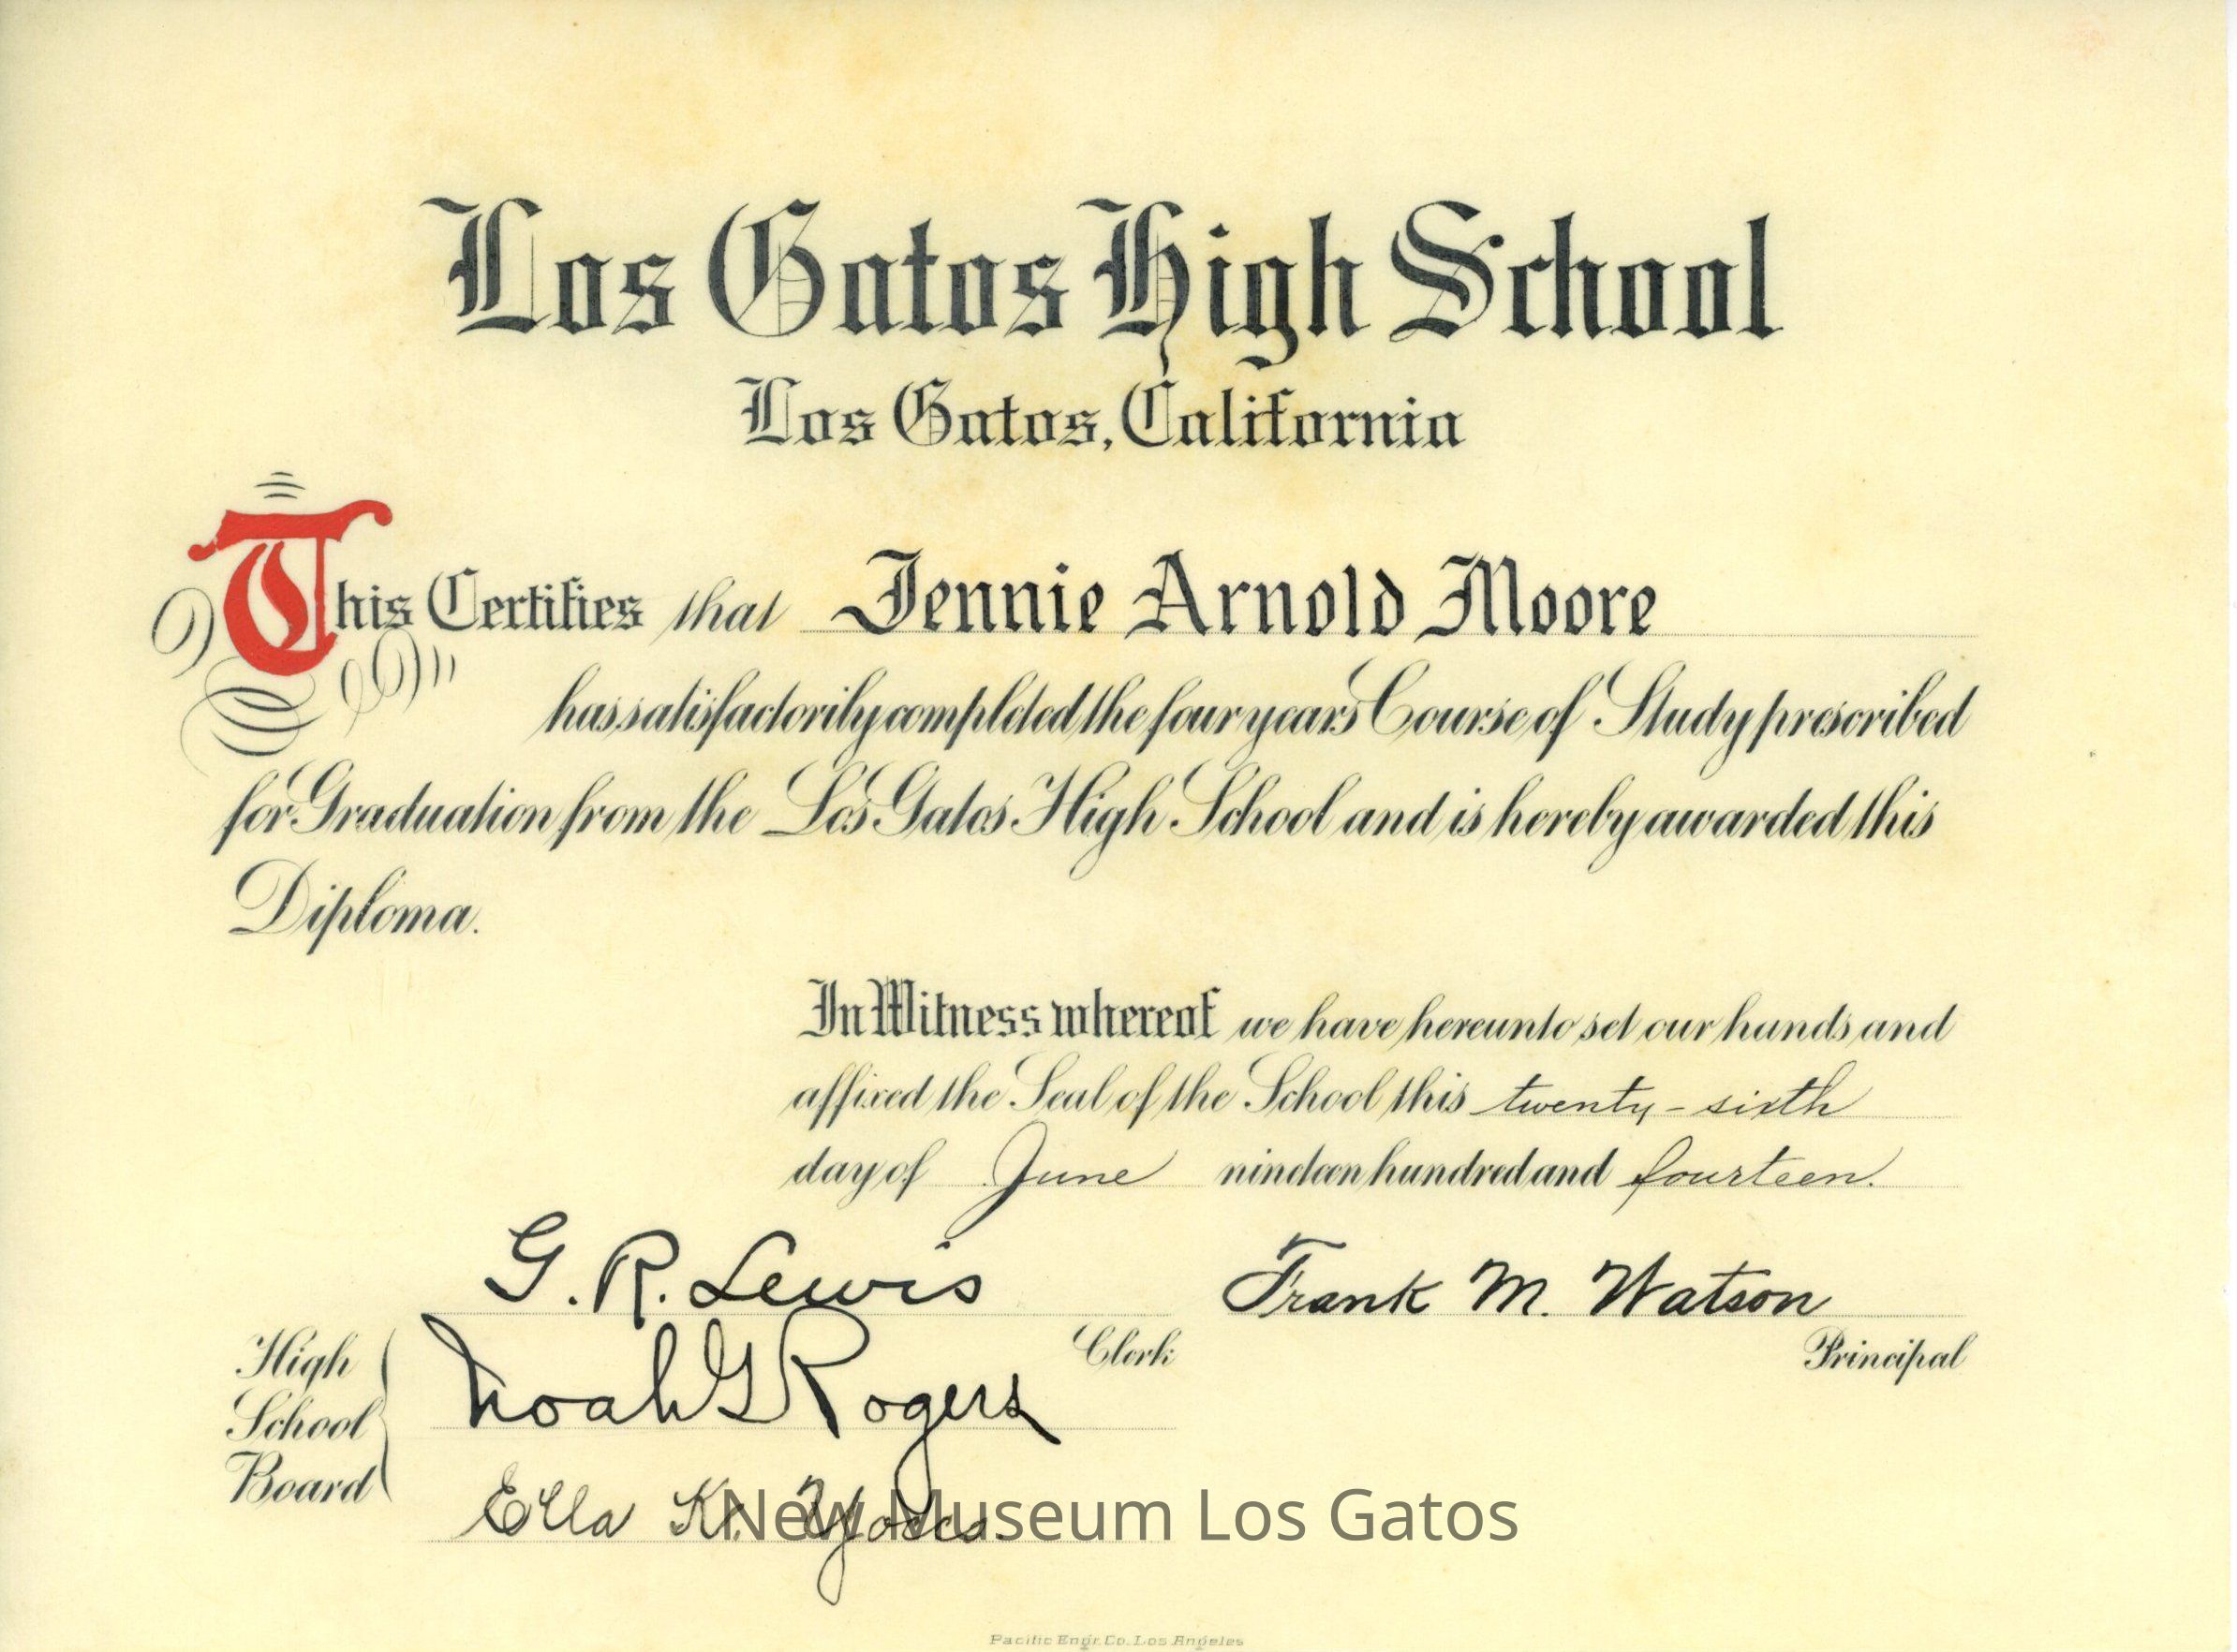 Los Gatos High School
Los Gatos, California
This Certifies that Jennie Arnold Moore
has satisfactorily completed the four years Course of Study prescribed
for Graduation from the Los Gatos High School and is hereby awarded this
Diploma.
In Witness whereof we have hereunto set our hands and
affixed the Seal of the School this twenty-sixth
day of June nineteen hundred and fourteen.
G. R. Lewis
Clerk
Frank M. Watson
Principal
High
School
Board
Noah G Rogers
Ella K.
New Museum Los Gatos
Pacific Engr. Co. Los Angeles